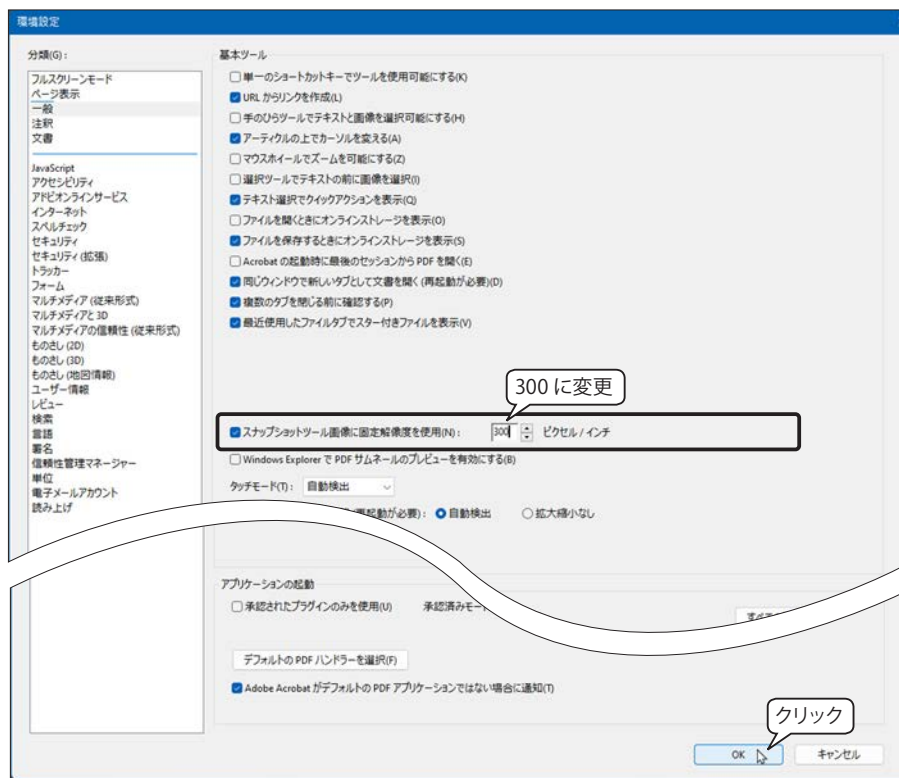 環境設定
分類(G):
フルスクリーンモード
ページ表示
一般
注釈
文書
JavaScript
アクセシビリティ
アドビオンラインサービス
インターネット
スペルチェック
セキュリティ
セキュリティ (拡張)
トラッカー
フォーム
マルチメディア (従来形式)
マルチメディアと 3D
マルチメディアの信頼性 (従来形式)
ものさし (2D)
ものさし (3D)
ものさし (地図情報)
ユーザー情報
レビュー
検索
言語
署名
信頼性管理マネージャー
単位
電子メールアカウント
読み上げ
基本ツール
単一のショートカットキーでツールを使用可能にする(K)
URL からリンクを作成(L)
手のひらツールでテキストと画像を選択可能にする(H)
アーティクルの上でカーソルを変える(A)
マウスホイールでズームを可能にする(Z)
選択ツールでテキストの前に画像を選択(I)
テキスト選択でクイックアクションを表示(Q)
ファイルを開くときにオンラインストレージを表示(O)
ファイルを保存するときにオンラインストレージを表示(S)
Acrobat の起動時に最後のセッションから PDF を開く(E)
同じウィンドウで新しいタブとして文書を開く (再起動が必要)(D)
複数のタブを閉じる前に確認する(P)
最近使用したファイルタブでスター付きファイルを表示(V)
300 に変更
スナップショットツール画像に固定解像度を使用(N): 300 ピクセル / インチ
Windows Explorer で PDF サムネールのプレビューを有効にする(B)
タッチモード(T): 自動検出
再起動が必要): 自動検出 拡大縮小なし
アプリケーションの起動
承認されたプラグインのみを使用(U) 承認済みモー
デフォルトの PDF ハンドラーを選択(F)
Adobe Acrobat がデフォルトの PDF アプリケーションではない場合に通知(T)
クリック
OK キャンセル